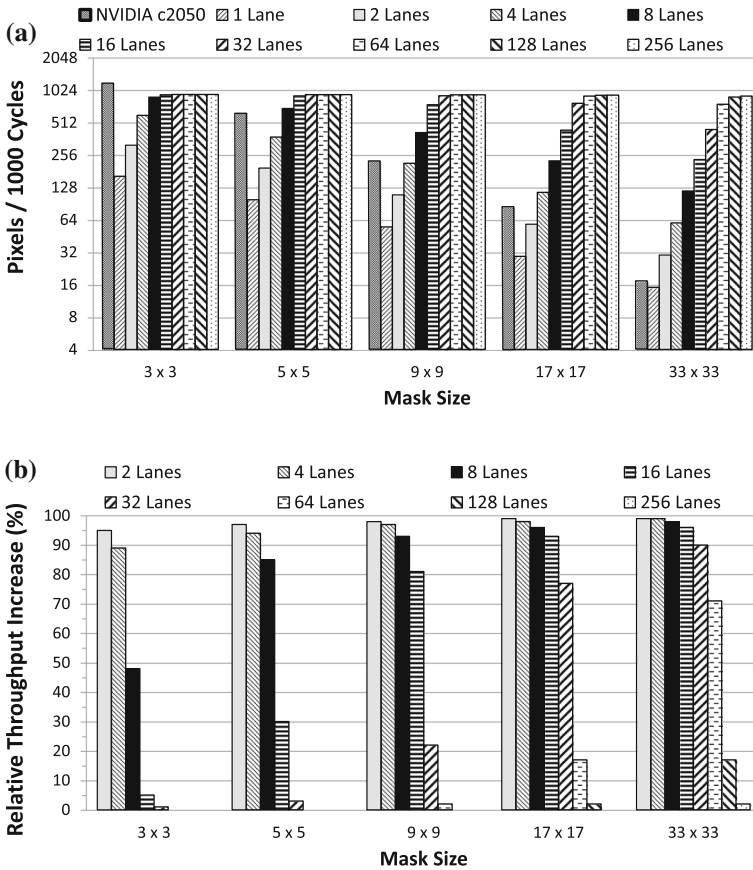 (a)
NVIDIA c2050 1 Lane 2 Lanes 4 Lanes 8 Lanes
16 Lanes 32 Lanes 64 Lanes 128 Lanes 256 Lanes
Pixels / 1000 Cycles
2048
1024
512
256
128
64
32
16
8
4
3 x 3 5 x 5 9 x 9 17 x 17 33 x 33
Mask Size
(b)
2 Lanes 4 Lanes 8 Lanes 16 Lanes
32 Lanes 64 Lanes 128 Lanes 256 Lanes
Relative Throughput Increase (%)
100
90
80
70
60
50
40
30
20
10
0
3 x 3 5 x 5 9 x 9 17 x 17 33 x 33
Mask Size